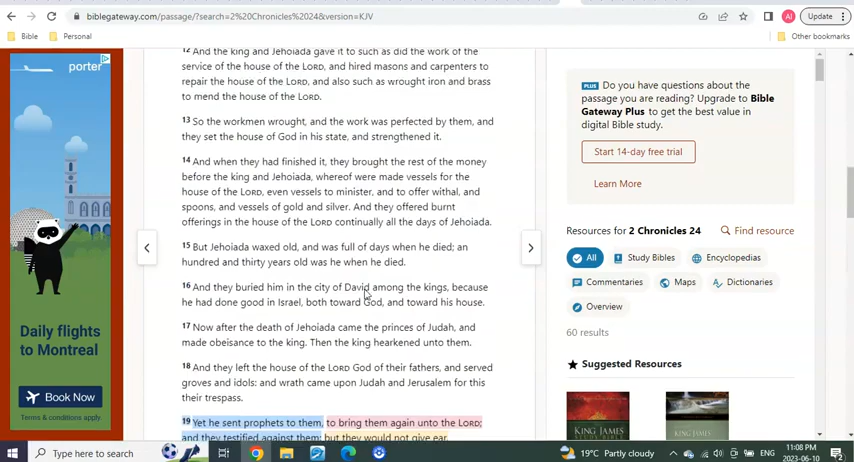 biblegateway.com/passage/?search=2%20Chronicles%2024&version=KJV
AI
Update
Bible
Personal
Other bookmarks
porter
Daily flights
to Montreal
Book Now
Terms & conditions apply.
12 And the king and Jehoiada gave it to such as did the work of the
service of the house of the LORD, and hired masons and carpenters to
repair the house of the LORD, and also such as wrought iron and brass
to mend the house of the LORD.
13 So the workmen wrought, and the work was perfected by them, and
they set the house of God in his state, and strengthened it.
14 And when they had finished it, they brought the rest of the money
before the king and Jehoiada, whereof were made vessels for the
house of the LORD, even vessels to minister, and to offer withal, and
spoons, and vessels of gold and silver. And they offered burnt
offerings in the house of the LORD continually all the days of Jehoiada.
15 But Jehoiada waxed old, and was full of days when he died; an
hundred and thirty years old was he when he died.
16 And they buried him in the city of David among the kings, because
he had done good in Israel, both toward God, and toward his house.
17 Now after the death of Jehoiada came the princes of Judah, and
made obeisance to the king. Then the king hearkened unto them.
18 And they left the house of the LORD God of their fathers, and served
groves and idols: and wrath came upon Judah and Jerusalem for this
their trespass.
19 Yet he sent prophets to them, to bring them again unto the LORD;
and they testified against them: but they would not give ear.
PLUS Do you have questions about the
passage you are reading? Upgrade to Bible
Gateway Plus to get the best value in
digital Bible study.
Start 14-day free trial
Learn More
Resources for 2 Chronicles 24
Find resource
All
Study Bibles
Encyclopedias
Commentaries
Maps
Dictionaries
Overview
60 results
Suggested Resources
KING JAMES
STUDY BIBLE
KING JAMES
Type here to search
19°C Partly cloudy
ENG
11:08 PM
2023-06-10
2